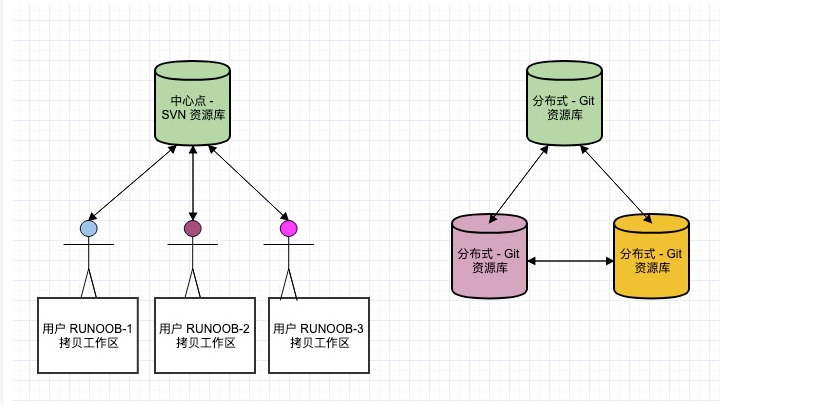 中心点 -
SVN 资源库
分布式 - Git
资源库
分布式 - Git
资源库
分布式 - Git
资源库
用户 RUNOOB-1
拷贝工作区
用户 RUNOOB-2
拷贝工作区
用户 RUNOOB-3
拷贝工作区